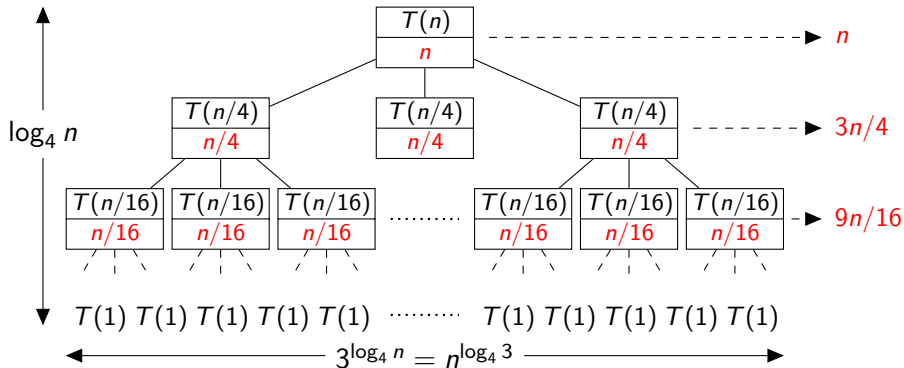 T(n)
n
n
T(n/4) T(n/4) T(n/4)
log₄ n
n/4 n/4 n/4
3n/4
T(n/16) T(n/16) T(n/16) ········ T(n/16) T(n/16) T(n/16)
n/16 n/16 n/16 n/16 n/16 n/16
9n/16
T(1) T(1) T(1) T(1) T(1) ········ T(1) T(1) T(1) T(1) T(1)
3^{log₄ n} = n^{log₄ 3}